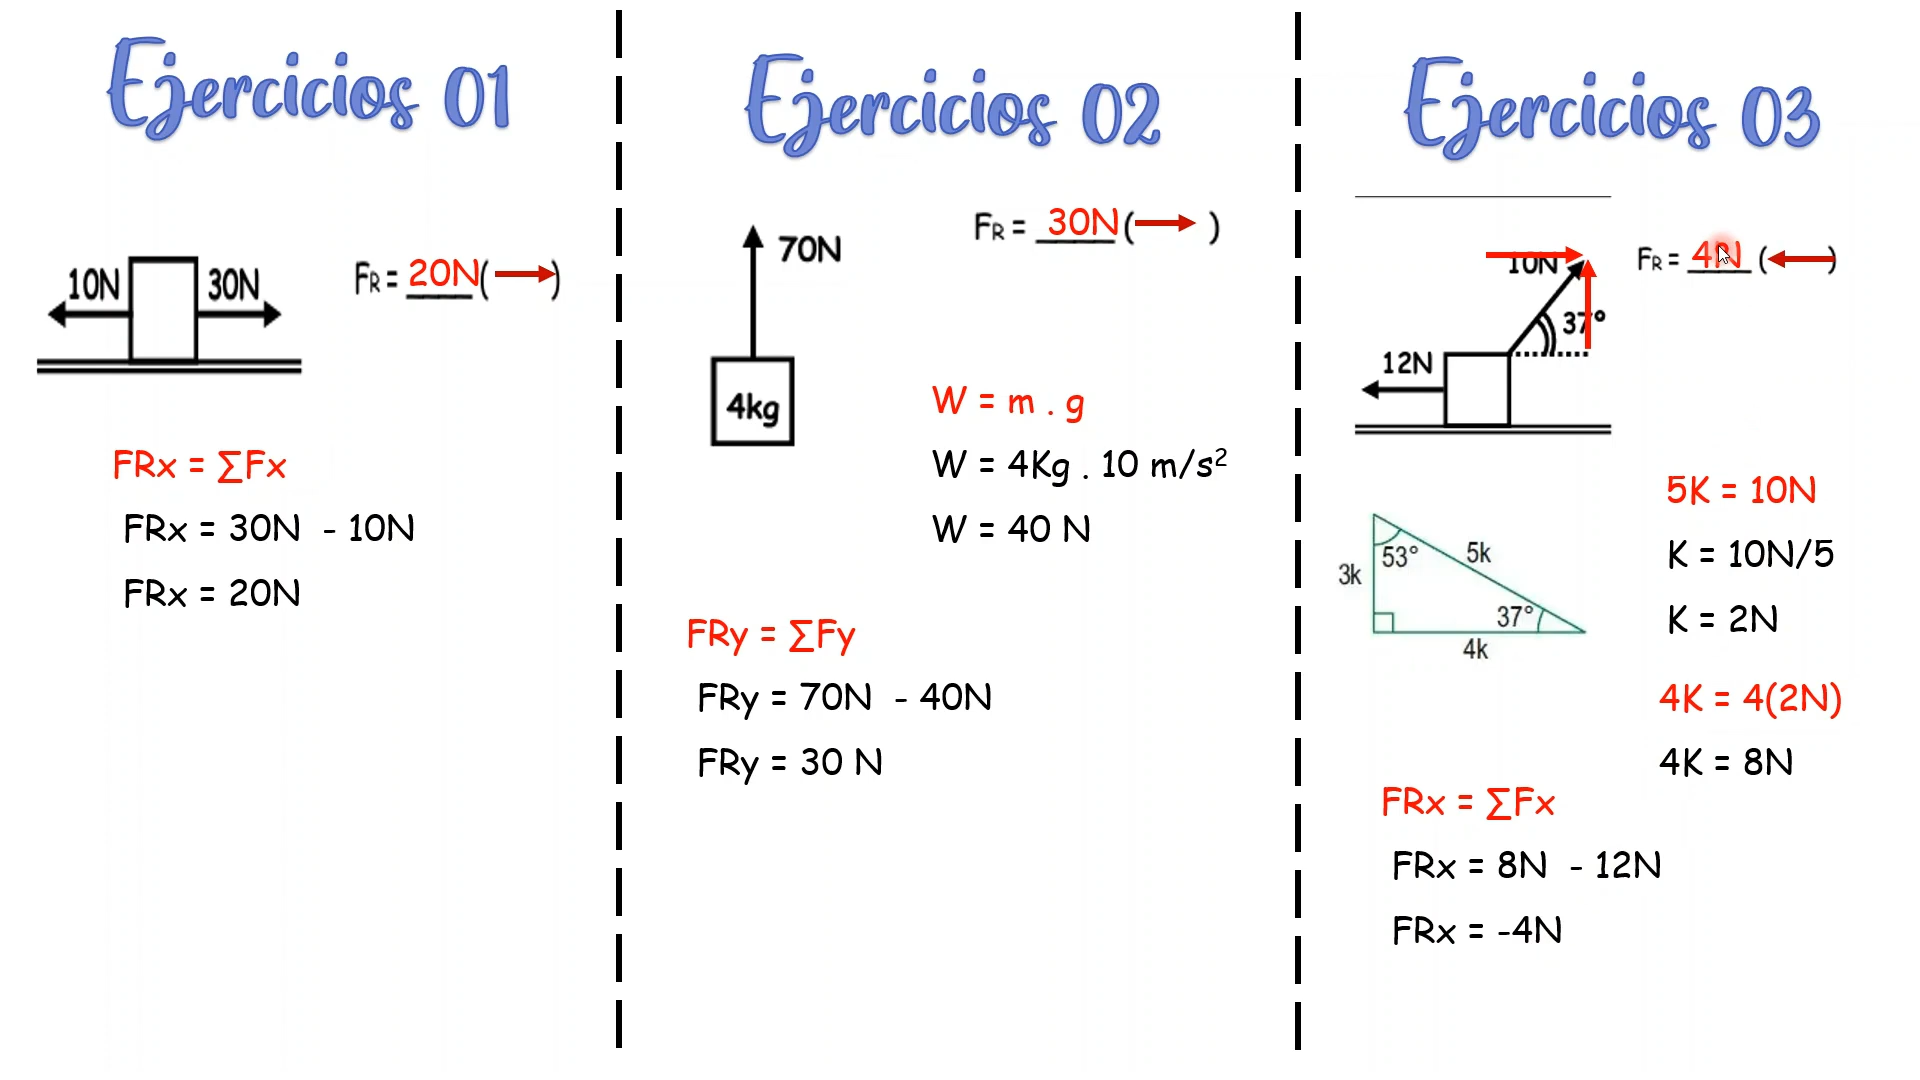 Ejercicios 01
10N
30N
FR = 20N ( )
FRx = ∑Fx
FRx = 30N - 10N
FRx = 20N
Ejercicios 02
70N
FR = 30N ( )
4kg
W = m . g
W = 4Kg . 10 m/s²
W = 40 N
FRy = ∑Fy
FRy = 70N - 40N
FRy = 30 N
Ejercicios 03
10N
FR = 4N ( )
37°
12N
5K = 10N
53°
5k
3k
K = 10N/5
37°
K = 2N
4k
4K = 4(2N)
4K = 8N
FRx = ∑Fx
FRx = 8N - 12N
FRx = -4N